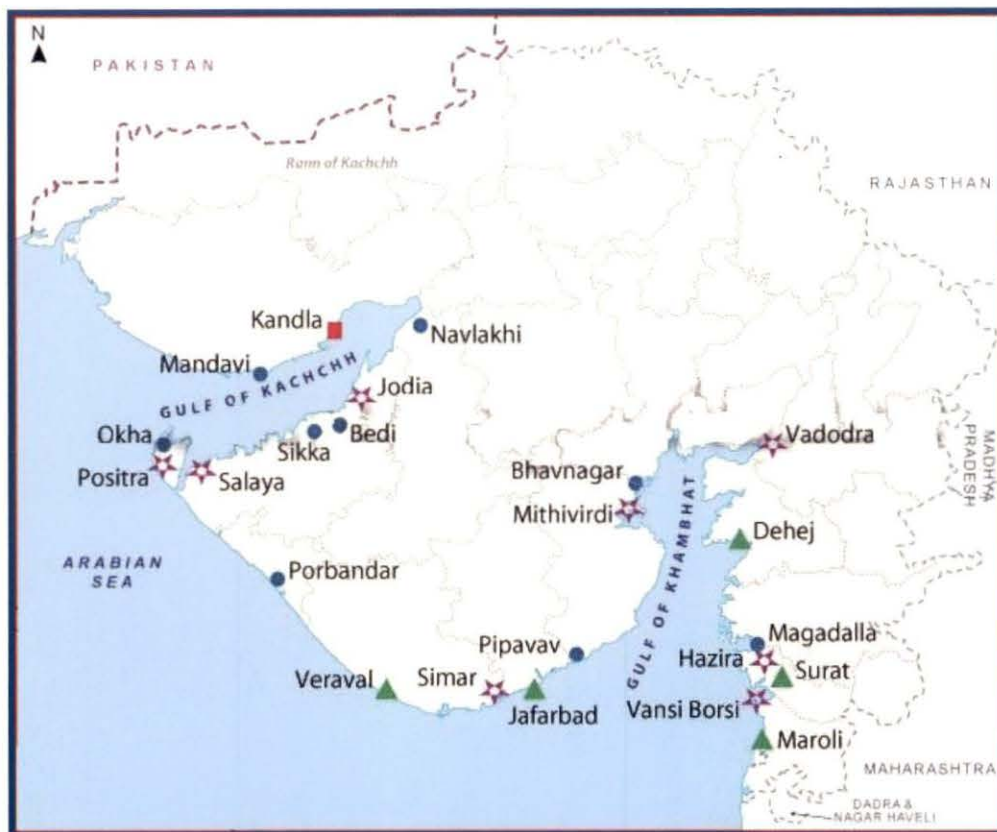 N
PAKISTAN
Rann of Kachchh
RAJASTHAN
Kandla
Navlakhi
Mandavi
GULF OF KACHCHH
Jodia
Okha
Bedi
Sikka
Positra
Salaya
Vadodra
MADHYA
PRADESH
Bhavnagar
Mithivirdi
Dehej
ARABIAN
SEA
Porbandar
GULF OF KHAMBHAT
Pipavav
Magadalla
Hazira
Surat
Veraval
Simar
Jafarbad
Vansi Borsi
Maroli
MAHARASHTRA
DADRA &
NAGAR HAVELI